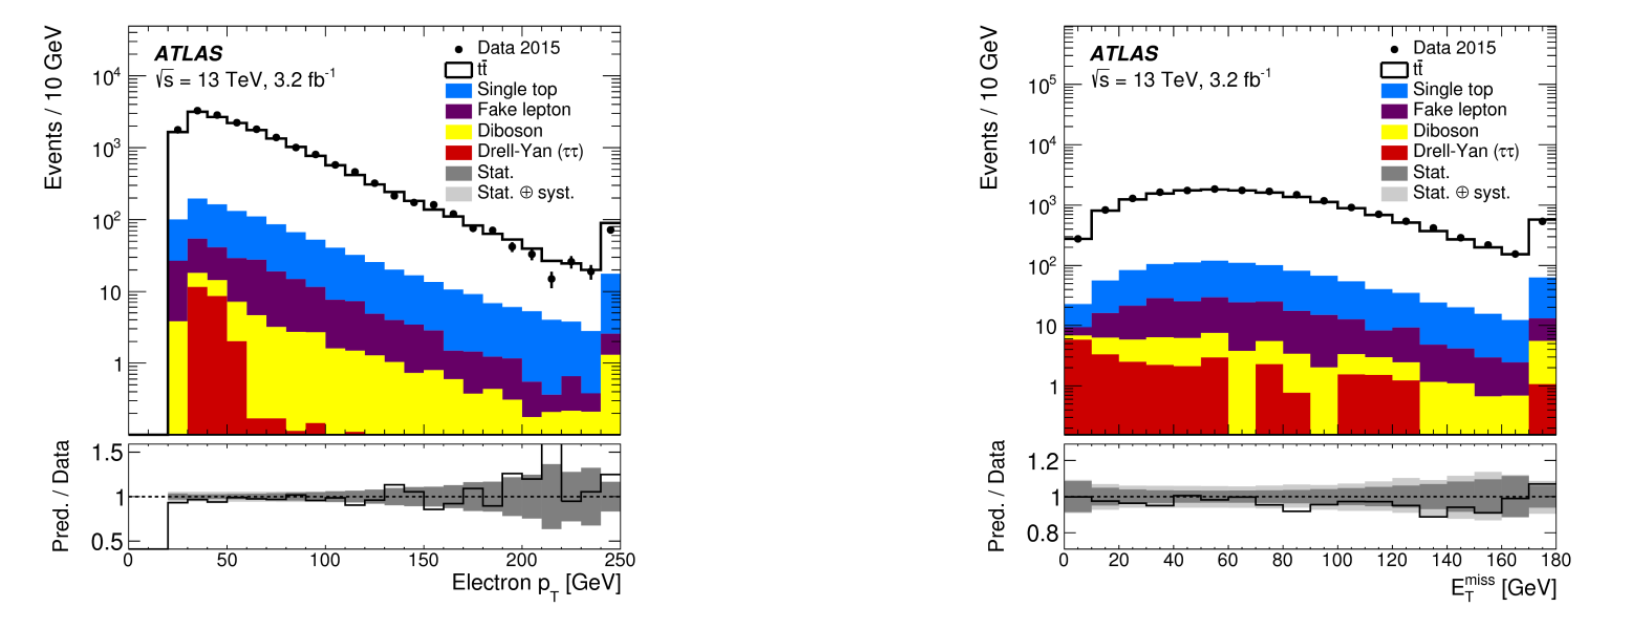 Events / 10 GeV
ATLAS
√s = 13 TeV, 3.2 fb⁻¹
Data 2015
tt̄
Single top
Fake lepton
Diboson
Drell-Yan (ττ)
Stat.
Stat. ⊕ syst.
10⁴
10³
10²
10
1
Pred. / Data
1.5
1
0.5
0 50 100 150 200 250
Electron p_T [GeV]
Events / 10 GeV
ATLAS
√s = 13 TeV, 3.2 fb⁻¹
Data 2015
tt̄
Single top
Fake lepton
Diboson
Drell-Yan (ττ)
Stat.
Stat. ⊕ syst.
10⁵
10⁴
10³
10²
10
1
Pred. / Data
1.2
1
0.8
0 20 40 60 80 100 120 140 160 180
E_T^miss [GeV]